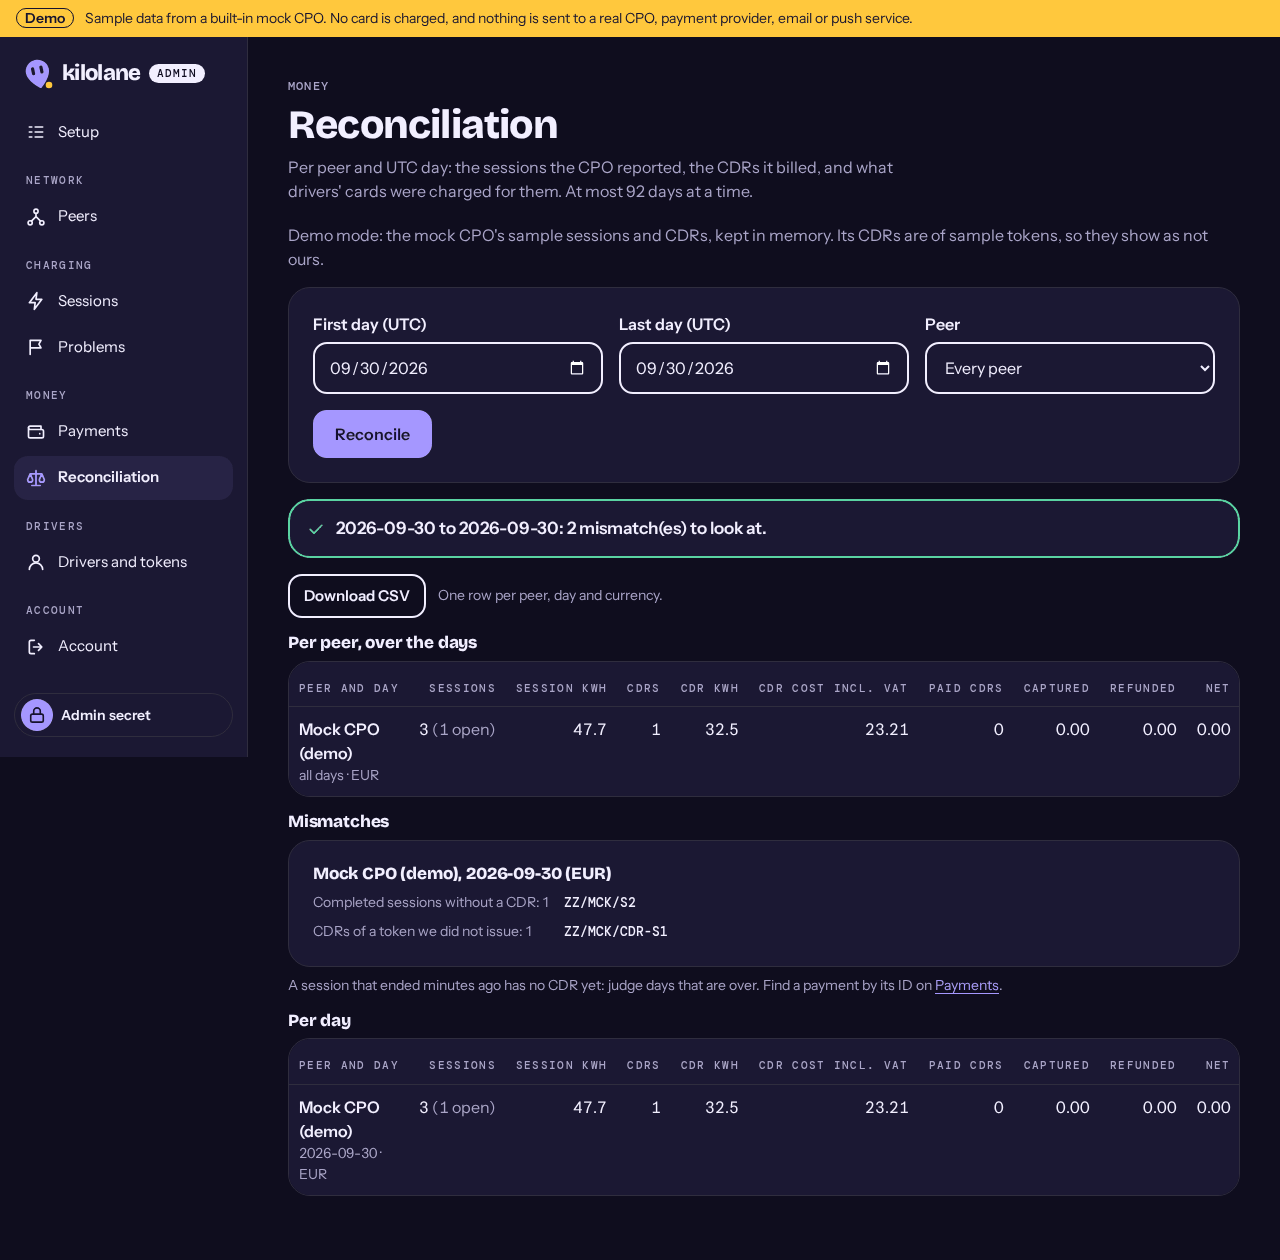 Demo Sample data from a built-in mock CPO. No card is charged, and nothing is sent to a real CPO, payment provider, email or push service.
kilolane ADMIN
Setup
NETWORK
Peers
CHARGING
Sessions
Problems
MONEY
Payments
Reconciliation
DRIVERS
Drivers and tokens
ACCOUNT
Account
Admin secret
MONEY
Reconciliation
Per peer and UTC day: the sessions the CPO reported, the CDRs it billed, and what
drivers' cards were charged for them. At most 92 days at a time.
Demo mode: the mock CPO's sample sessions and CDRs, kept in memory. Its CDRs are of sample tokens, so they show as not
ours.
First day (UTC) Last day (UTC) Peer
09/30/2026 09/30/2026 Every peer
Reconcile
2026-09-30 to 2026-09-30: 2 mismatch(es) to look at.
Download CSV One row per peer, day and currency.
Per peer, over the days
PEER AND DAY SESSIONS SESSION KWH CDRS CDR KWH CDR COST INCL. VAT PAID CDRS CAPTURED REFUNDED NET
Mock CPO 3 (1 open) 47.7 1 32.5 23.21 0 0.00 0.00 0.00
(demo)
all days · EUR
Mismatches
Mock CPO (demo), 2026-09-30 (EUR)
Completed sessions without a CDR: 1 ZZ/MCK/S2
CDRs of a token we did not issue: 1 ZZ/MCK/CDR-S1
A session that ended minutes ago has no CDR yet: judge days that are over. Find a payment by its ID on Payments.
Per day
PEER AND DAY SESSIONS SESSION KWH CDRS CDR KWH CDR COST INCL. VAT PAID CDRS CAPTURED REFUNDED NET
Mock CPO 3 (1 open) 47.7 1 32.5 23.21 0 0.00 0.00 0.00
(demo)
2026-09-30 ·
EUR